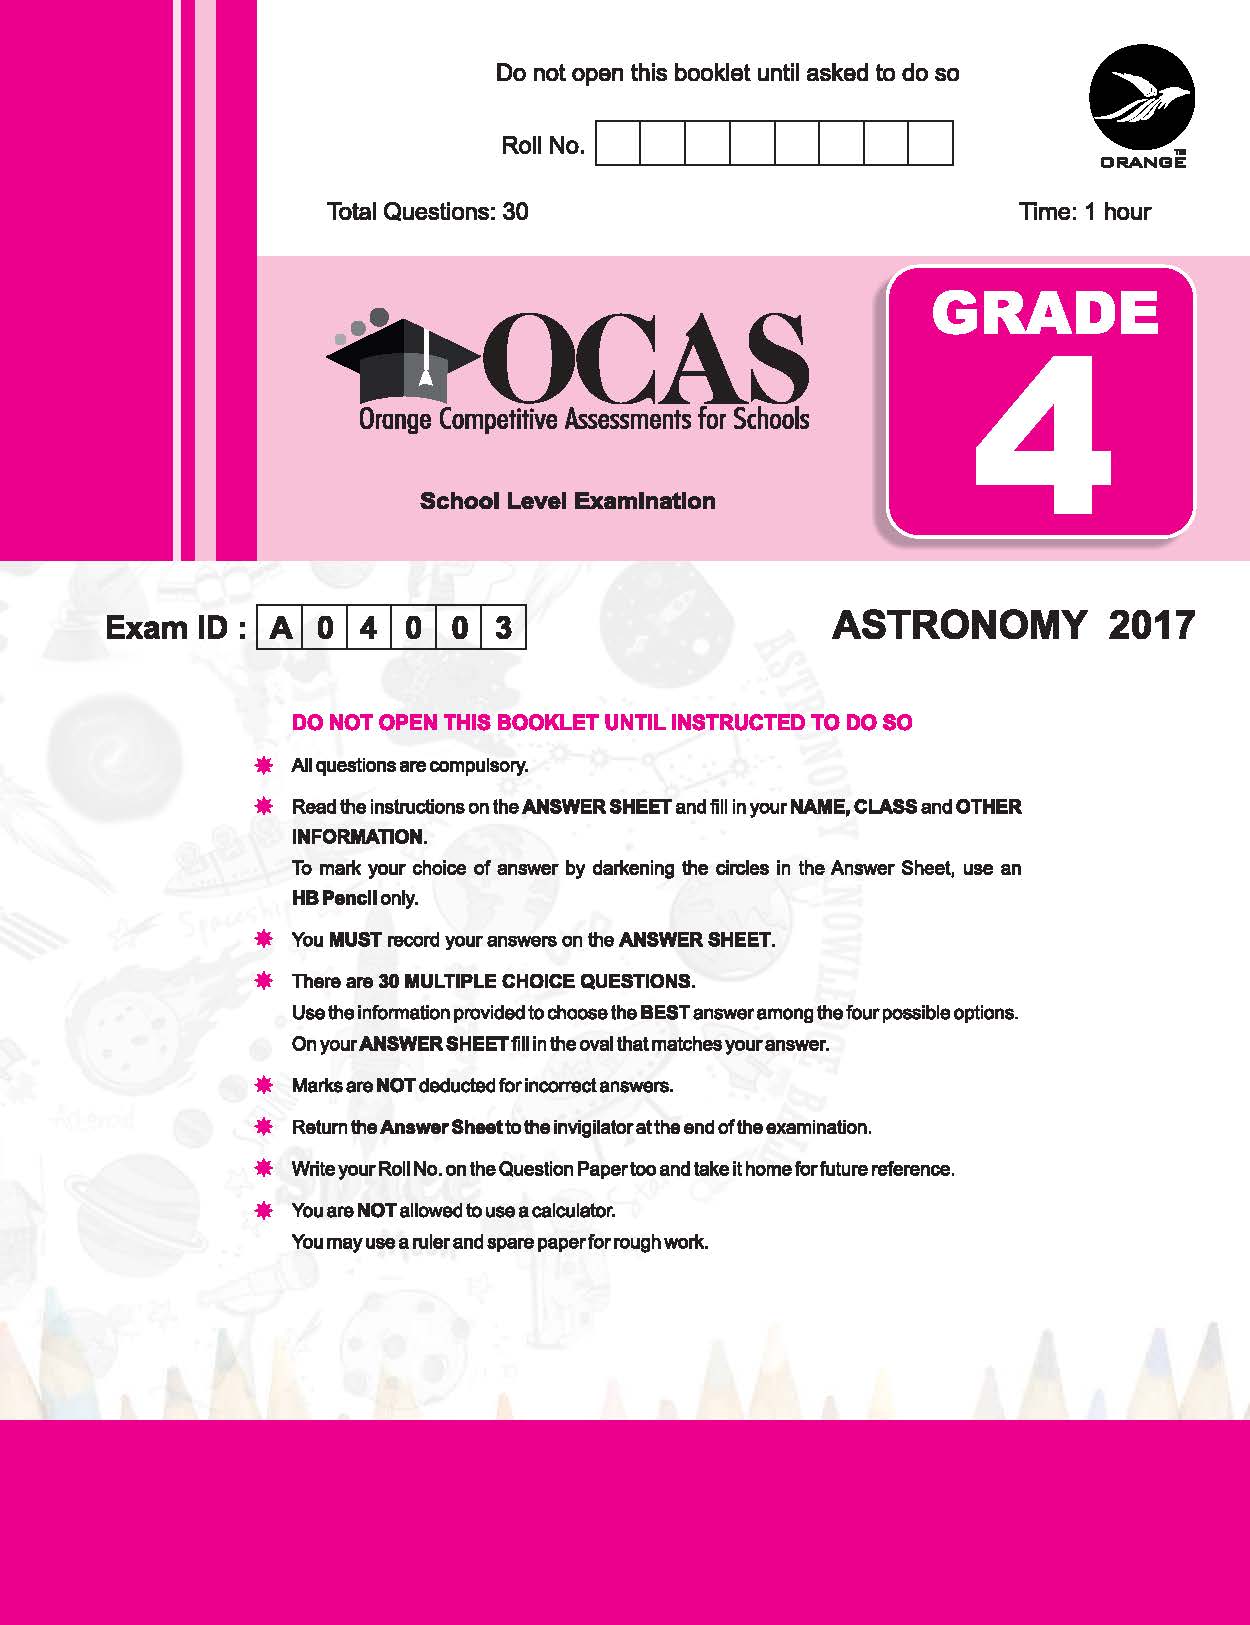 Do not open this booklet until asked to do so
Roll No.
ORANGE™
Total Questions: 30 Time: 1 hour
GRADE
4
OCAS
Orange Competitive Assessments for Schools
School Level Examination
Exam ID : A 0 4 0 0 3
ASTRONOMY 2017
DO NOT OPEN THIS BOOKLET UNTIL INSTRUCTED TO DO SO
All questions are compulsory.
Read the instructions on the ANSWER SHEET and fill in your NAME, CLASS and OTHER
INFORMATION.
To mark your choice of answer by darkening the circles in the Answer Sheet, use an
HB Pencil only.
You MUST record your answers on the ANSWER SHEET.
There are 30 MULTIPLE CHOICE QUESTIONS.
Use the information provided to choose the BEST answer among the four possible options.
On your ANSWER SHEET fill in the oval that matches your answer.
Marks are NOT deducted for incorrect answers.
Return the Answer Sheet to the invigilator at the end of the examination.
Write your Roll No. on the Question Paper too and take it home for future reference.
You are NOT allowed to use a calculator.
You may use a ruler and spare paper for rough work.